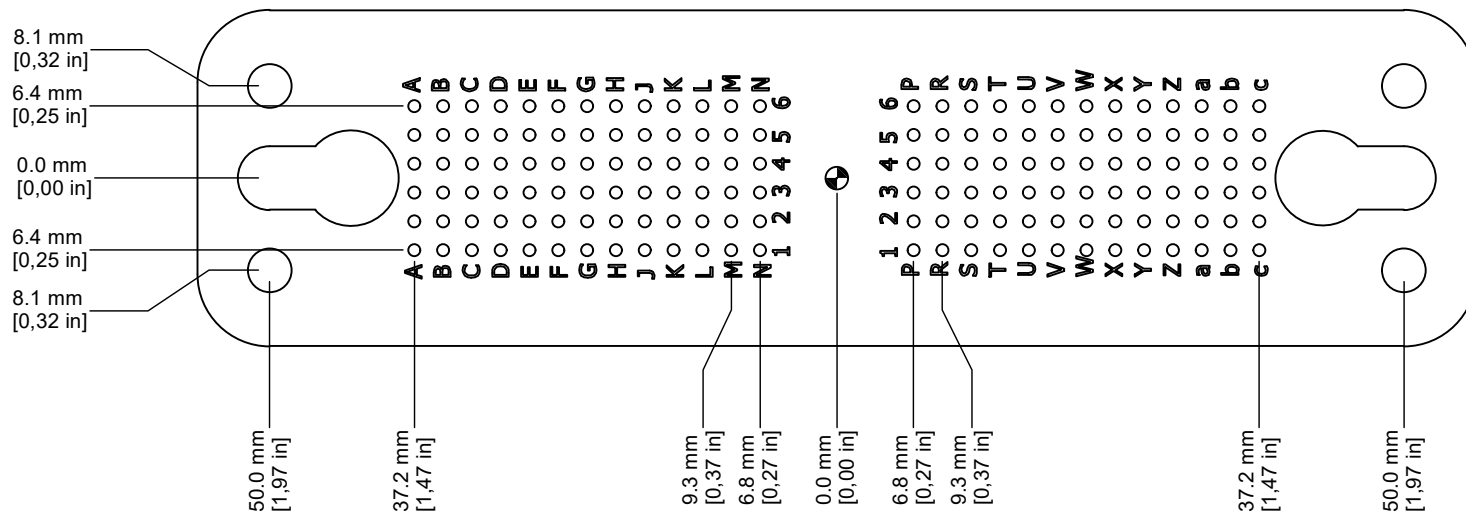 8.1 mm
[0,32 in]
6.4 mm
[0,25 in]
0.0 mm
[0,00 in]
6.4 mm
[0,25 in]
8.1 mm
[0,32 in]
A B C D E F G H J K L M N
6
5
4
3
2
1
A B C D E F G H J K L M N
P R S T U V W X Y Z a b c
6
5
4
3
2
1
P R S T U V W X Y Z a b c
50.0 mm
[1,97 in]
37.2 mm
[1,47 in]
9.3 mm
[0,37 in]
6.8 mm
[0,27 in]
0.0 mm
[0,00 in]
6.8 mm
[0,27 in]
9.3 mm
[0,37 in]
37.2 mm
[1,47 in]
50.0 mm
[1,97 in]